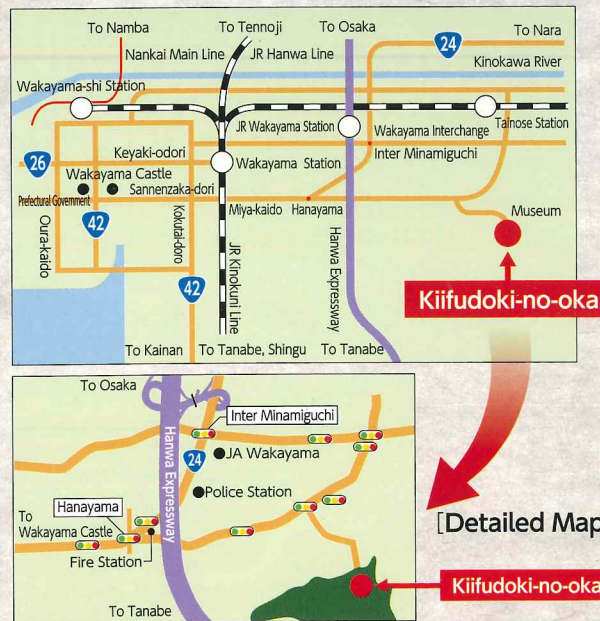 To Namba
To Tennoji
To Osaka
To Nara
24
Nankai Main Line
JR Hanwa Line
Kinokawa River
Wakayama-shi Station
JR Wakayama Station
Wakayama Interchange
Tainose Station
26
Keyaki-odori
Wakayama Station
Inter Minamiguchi
Wakayama Castle
Sannenzaka-dori
Prefectural Government
Miya-kaido
Hanayama
Museum
42
Oura-kaido
Kokutai-doro
JR Kinokuni Line
Hanwa Expressway
42
Kiifudoki-no-oka
To Kainan
To Tanabe, Shingu
To Tanabe
To Osaka
Inter Minamiguchi
24
JA Wakayama
Hanwa Expressway
Police Station
Hanayama
To
Wakayama Castle
Fire Station
[Detailed Map
Kiifudoki-no-oka
To Tanabe